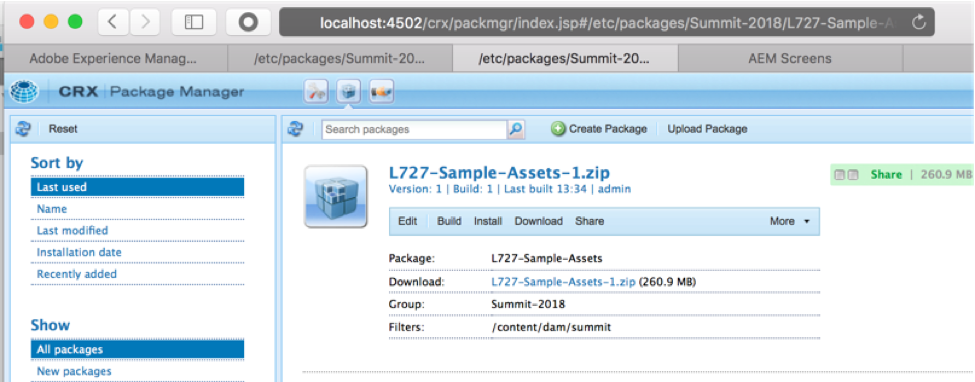 localhost:4502/crx/packmgr/index.jsp#/etc/packages/Summit-2018/L727-Sample-A
Adobe Experience Manag... /etc/packages/Summit-20... /etc/packages/Summit-20... AEM Screens
CRX Package Manager
Reset
Sort by
Last used
Name
Last modified
Installation date
Recently added
Show
All packages
New packages
Search packages Create Package Upload Package
L727-Sample-Assets-1.zip
Version: 1 | Build: 1 | Last built 13:34 | admin
Share | 260.9 MB
Edit Build Install Download Share More
Package: L727-Sample-Assets
Download: L727-Sample-Assets-1.zip (260.9 MB)
Group: Summit-2018
Filters: /content/dam/summit